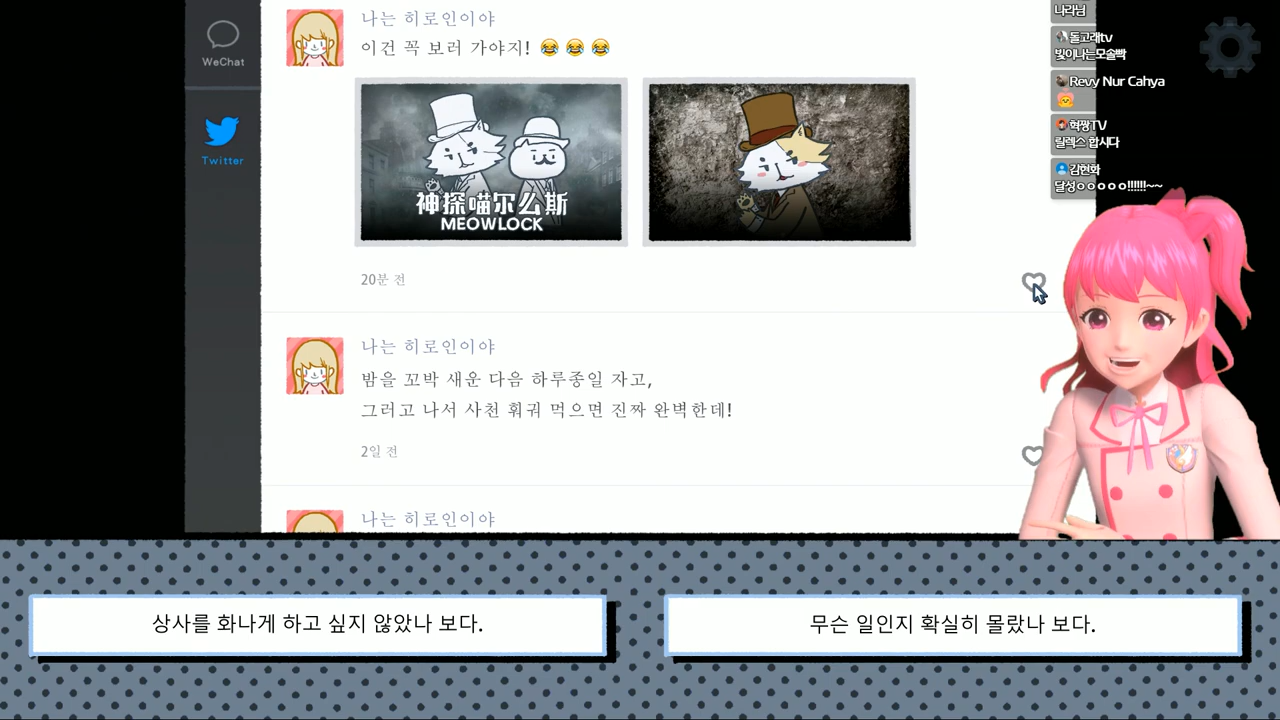 WeChat
Twitter
나는 히로인이야
이건 꼭 보러 가야지! 😂 😂 😂
神探喵尔么斯
MEOWLOCK
20분 전
나는 히로인이야
밤을 꼬박 새운 다음 하루종일 자고,
그러고 나서 사천 훠궈 먹으면 진짜 완벽한데!
2일 전
나는 히로인이야
나라님
돌고래tv
빛이나는모솔빡
Revy Nur Cahya
혁짱TV
릴렉스 합시다
김현화
달성ㅇㅇㅇㅇㅇ!!!!!!~~
상사를 화나게 하고 싶지 않았나 보다.
무슨 일인지 확실히 몰랐나 보다.